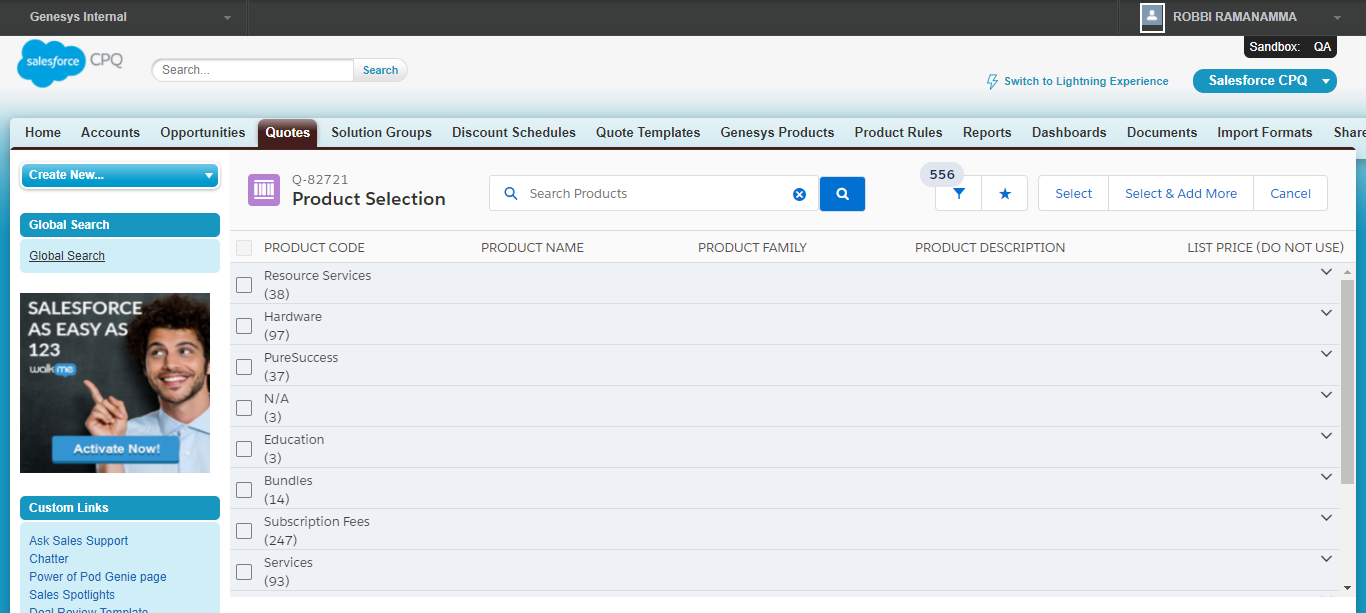 Genesys Internal
ROBBI RAMANAMMA
Sandbox: QA
salesforce CPQ
Search...
Search
Switch to Lightning Experience
Salesforce CPQ
Home Accounts Opportunities Quotes Solution Groups Discount Schedules Quote Templates Genesys Products Product Rules Reports Dashboards Documents Import Formats Share
Create New...
Global Search
Global Search
SALESFORCE
AS EASY AS
123
walkme
Activate Now!
Custom Links
Ask Sales Support
Chatter
Power of Pod Genie page
Sales Spotlights
Deal Review Template
Q-82721
Product Selection
Search Products
556
Select
Select & Add More
Cancel
PRODUCT CODE PRODUCT NAME PRODUCT FAMILY PRODUCT DESCRIPTION LIST PRICE (DO NOT USE)
Resource Services
(38)
Hardware
(97)
PureSuccess
(37)
N/A
(3)
Education
(3)
Bundles
(14)
Subscription Fees
(247)
Services
(93)